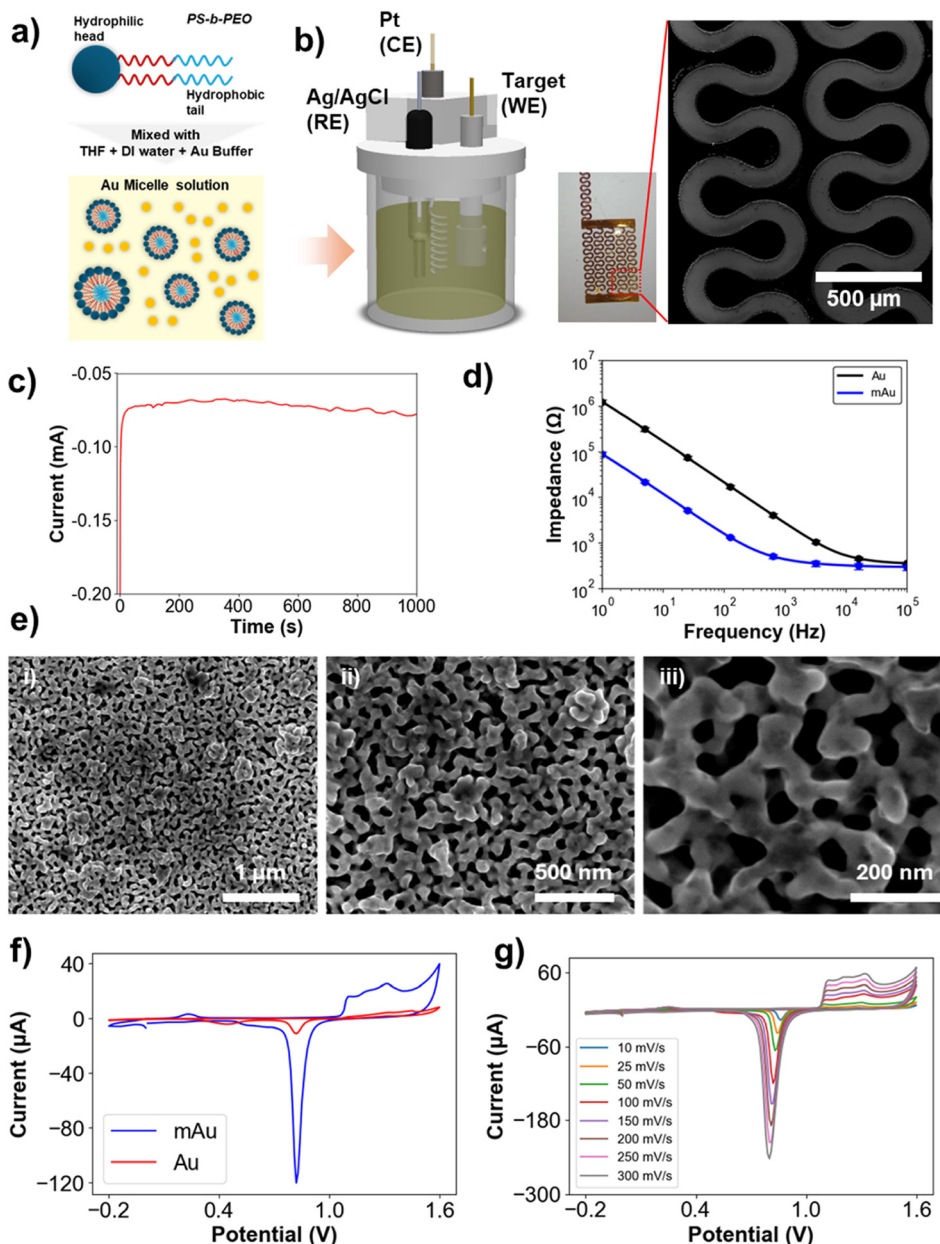 a)
Hydrophilic
head
PS-b-PEO
Hydrophobic
tail
Mixed with
THF + DI water + Au Buffer
Au Micelle solution
b)
Pt
(CE)
Ag/AgCl
(RE)
Target
(WE)
500 µm
c)
-0.05
-0.10
-0.15
-0.20
0
200
400
600
800
1000
Current (mA)
Time (s)
d)
10^7
10^6
10^5
10^4
10^3
10^2
10^0
10^1
10^2
10^3
10^4
10^5
Impedance (Ω)
Frequency (Hz)
Au
mAu
e)
i)
1 µm
ii)
500 nm
iii)
200 nm
f)
40
0
−40
−80
−120
−0.2
0.4
1.0
1.6
Current (µA)
Potential (V)
mAu
Au
g)
60
−60
−180
−300
−0.2
0.4
1.0
1.6
Current (µA)
Potential (V)
10 mV/s
25 mV/s
50 mV/s
100 mV/s
150 mV/s
200 mV/s
250 mV/s
300 mV/s